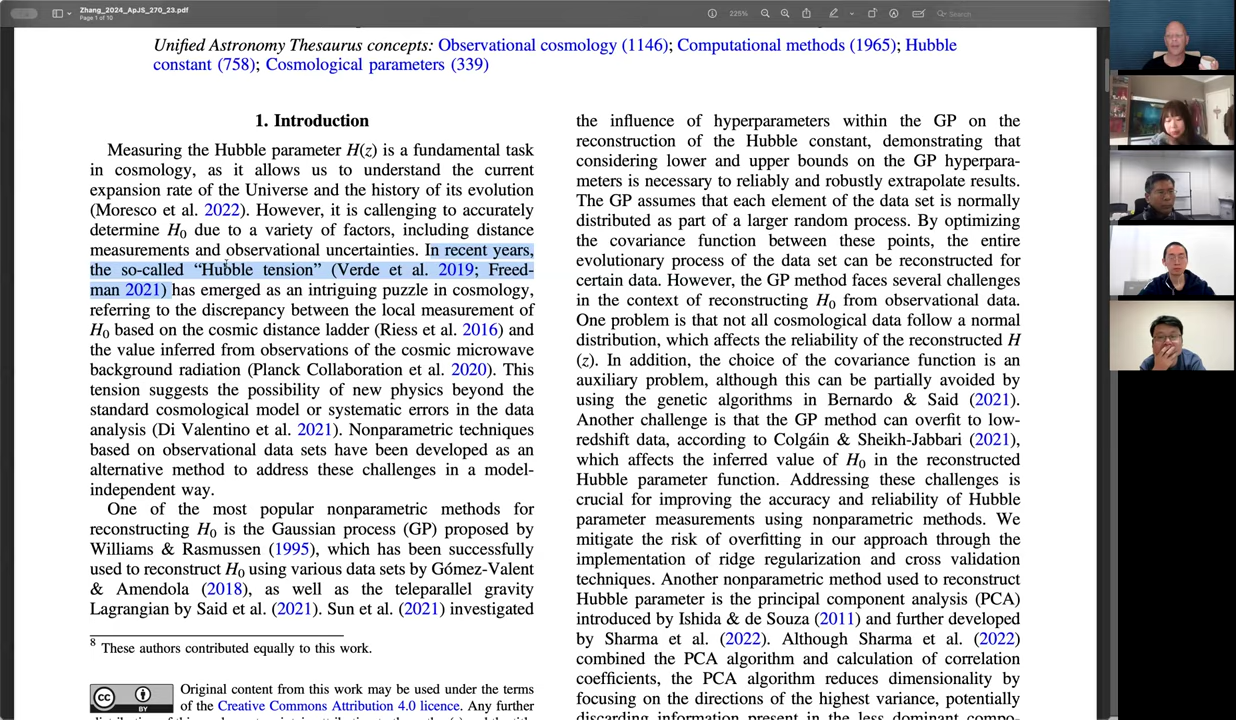 Zhang_2024_ApJS_270_23.pdf
Page 1 of 10
225%
Search
Unified Astronomy Thesaurus concepts: Observational cosmology (1146); Computational methods (1965); Hubble
constant (758); Cosmological parameters (339)
1. Introduction
Measuring the Hubble parameter H(z) is a fundamental task
in cosmology, as it allows us to understand the current
expansion rate of the Universe and the history of its evolution
(Moresco et al. 2022). However, it is callenging to accurately
determine H0 due to a variety of factors, including distance
measurements and observational uncertainties. In recent years,
the so-called “Hubble tension” (Verde et al. 2019; Freed-
man 2021) has emerged as an intriguing puzzle in cosmology,
referring to the discrepancy between the local measurement of
H0 based on the cosmic distance ladder (Riess et al. 2016) and
the value inferred from observations of the cosmic microwave
background radiation (Planck Collaboration et al. 2020). This
tension suggests the possibility of new physics beyond the
standard cosmological model or systematic errors in the data
analysis (Di Valentino et al. 2021). Nonparametric techniques
based on observational data sets have been developed as an
alternative method to address these challenges in a model-
independent way.
One of the most popular nonparametric methods for
reconstructing H0 is the Gaussian process (GP) proposed by
Williams & Rasmussen (1995), which has been successfully
used to reconstruct H0 using various data sets by Gómez-Valent
& Amendola (2018), as well as the teleparallel gravity
Lagrangian by Said et al. (2021). Sun et al. (2021) investigated
8 These authors contributed equally to this work.
cc BY
Original content from this work may be used under the terms
of the Creative Commons Attribution 4.0 licence. Any further
the influence of hyperparameters within the GP on the
reconstruction of the Hubble constant, demonstrating that
considering lower and upper bounds on the GP hyperpara-
meters is necessary to reliably and robustly extrapolate results.
The GP assumes that each element of the data set is normally
distributed as part of a larger random process. By optimizing
the covariance function between these points, the entire
evolutionary process of the data set can be reconstructed for
certain data. However, the GP method faces several challenges
in the context of reconstructing H0 from observational data.
One problem is that not all cosmological data follow a normal
distribution, which affects the reliability of the reconstructed H
(z). In addition, the choice of the covariance function is an
auxiliary problem, although this can be partially avoided by
using the genetic algorithms in Bernardo & Said (2021).
Another challenge is that the GP method can overfit to low-
redshift data, according to Colgáin & Sheikh-Jabbari (2021),
which affects the inferred value of H0 in the reconstructed
Hubble parameter function. Addressing these challenges is
crucial for improving the accuracy and reliability of Hubble
parameter measurements using nonparametric methods. We
mitigate the risk of overfitting in our approach through the
implementation of ridge regularization and cross validation
techniques. Another nonparametric method used to reconstruct
Hubble parameter is the principal component analysis (PCA)
introduced by Ishida & de Souza (2011) and further developed
by Sharma et al. (2022). Although Sharma et al. (2022)
combined the PCA algorithm and calculation of correlation
coefficients, the PCA algorithm reduces dimensionality by
focusing on the directions of the highest variance, potentially
discarding information present in the less dominant compo-